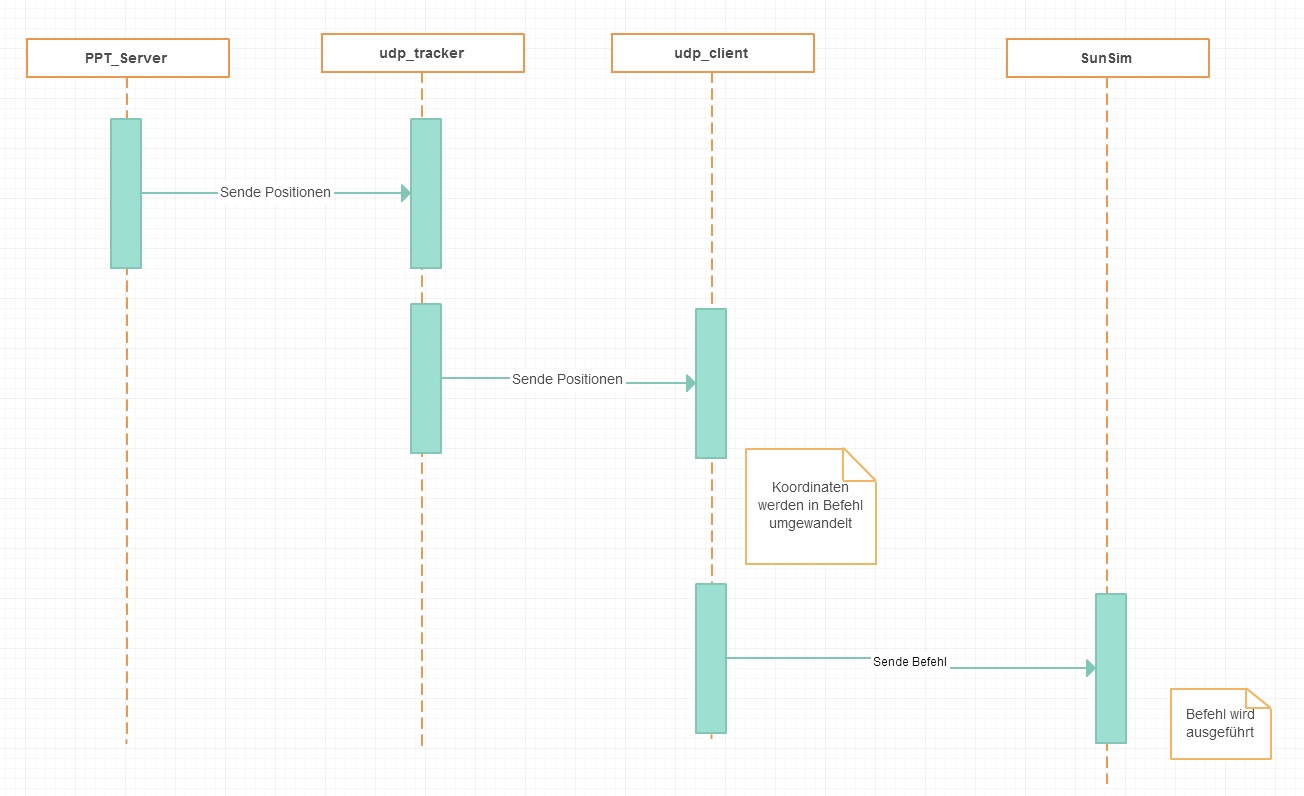 PPT_Server
udp_tracker
udp_client
SunSim
Sende Positionen
Sende Positionen
Koordinaten
werden in Befehl
umgewandelt
Sende Befehl
Befehl wird
ausgeführt